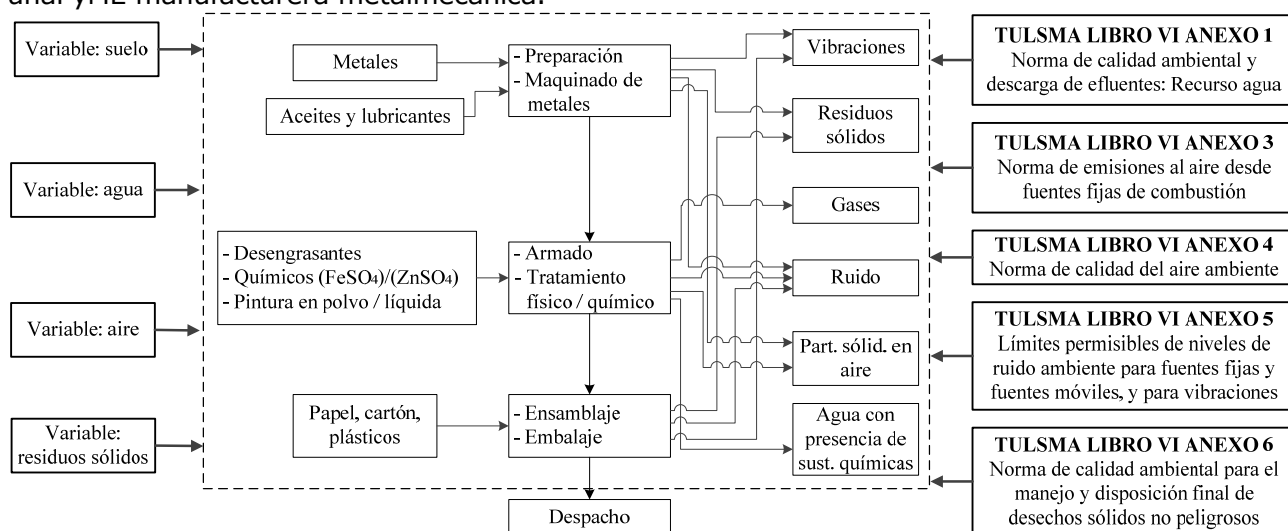 manufacturera metalmecánica.
Variable: suelo
Variable: agua
Variable: aire
Variable:
residuos sólidos
Metales
Aceites y lubricantes
- Desengrasantes
- Químicos (FeSO₄)/(ZnSO₄)
- Pintura en polvo / líquida
Papel, cartón,
plásticos
- Preparación
- Maquinado de
metales
- Armado
- Tratamiento
físico / químico
- Ensamblaje
- Embalaje
Despacho
Vibraciones
Residuos
sólidos
Gases
Ruido
Part. sólid. en
aire
Agua con
presencia de
sust. químicas
TULSMA LIBRO VI ANEXO 1
Norma de calidad ambiental y
descarga de efluentes: Recurso agua
TULSMA LIBRO VI ANEXO 3
Norma de emisiones al aire desde
fuentes fijas de combustión
TULSMA LIBRO VI ANEXO 4
Norma de calidad del aire ambiente
TULSMA LIBRO VI ANEXO 5
Límites permisibles de niveles de
ruido ambiente para fuentes fijas y
fuentes móviles, y para vibraciones
TULSMA LIBRO VI ANEXO 6
Norma de calidad ambiental para el
manejo y disposición final de
desechos sólidos no peligrosos